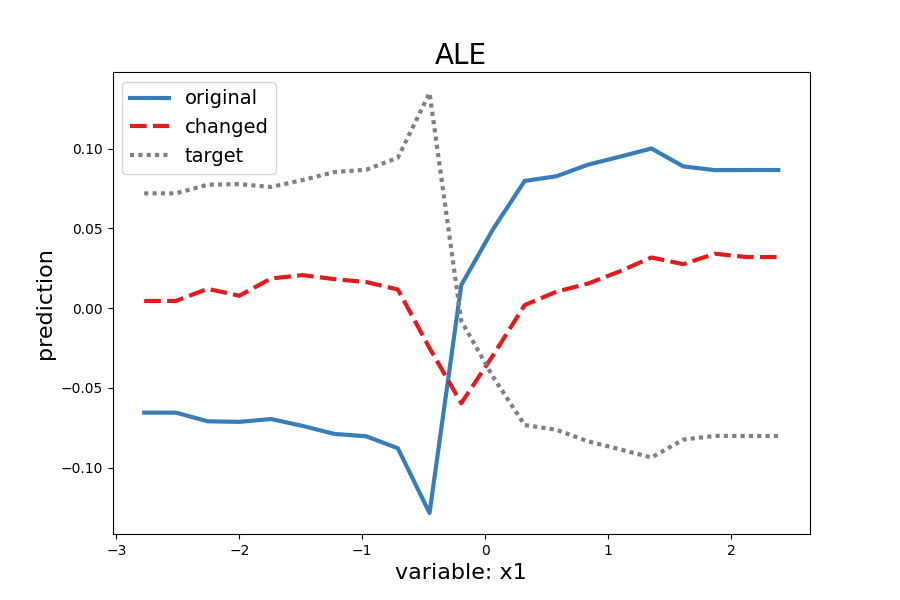 ALE
original
changed
target
prediction
0.10
0.05
0.00
−0.05
−0.10
−3
−2
−1
0
1
2
variable: x1